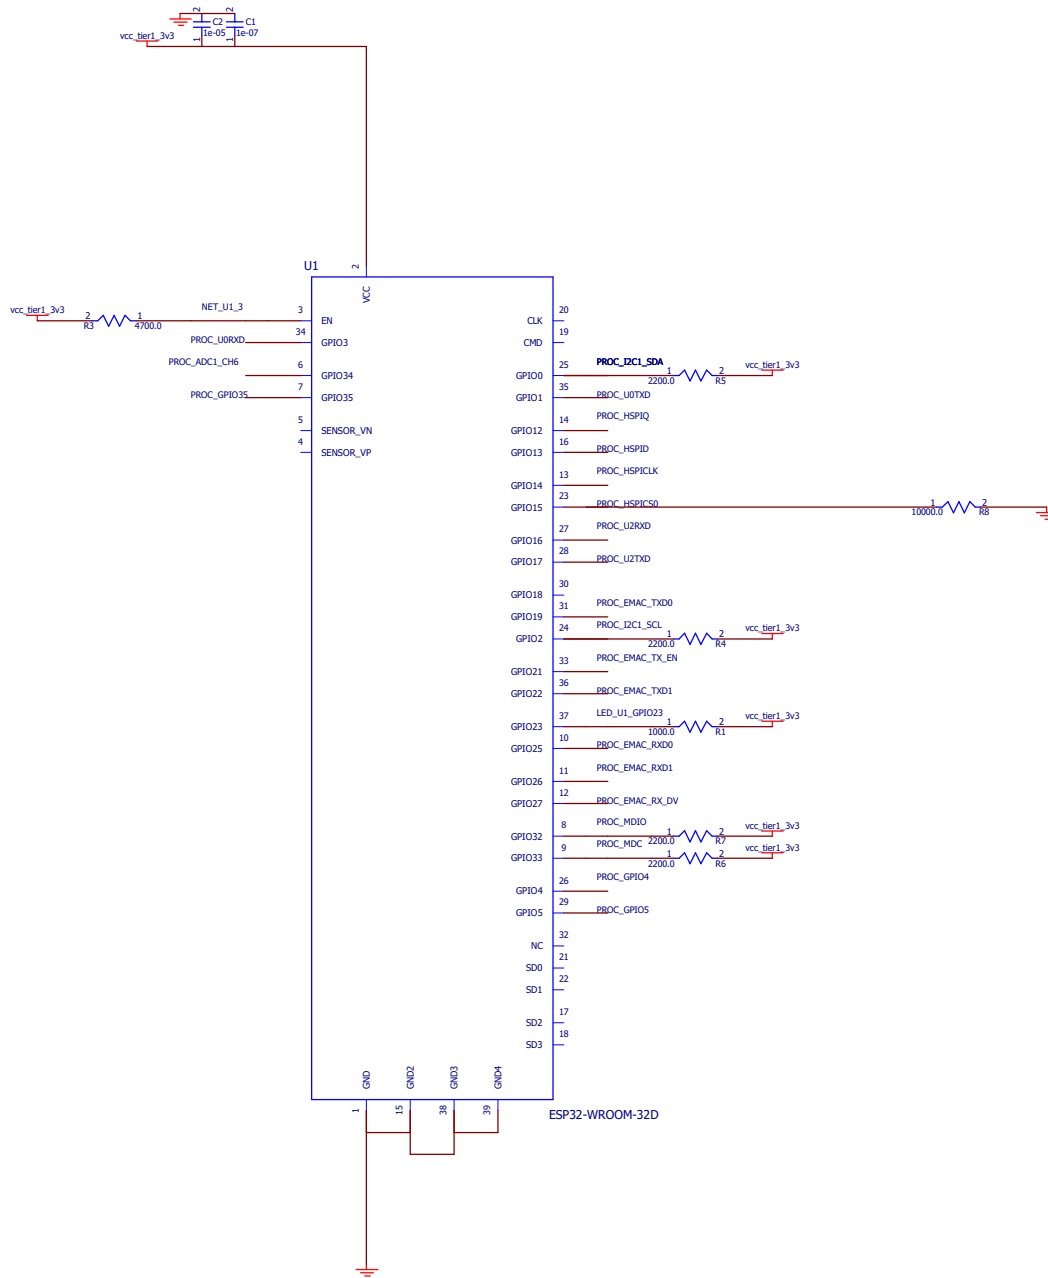 2 2
C2 C1
1e-05 1e-07
1 1
vcc_tier1_3v3
U1
2
VCC
vcc_tier1_3v3
2 1
R3 4700.0
NET_U1_3
3 EN
PROC_U0RXD
34 GPIO3
PROC_ADC1_CH6
6 GPIO34
PROC_GPIO35
7 GPIO35
5 SENSOR_VN
4 SENSOR_VP
CLK 20
CMD 19
GPIO0 25 PROC_I2C1_SDA
1 2 vcc_tier1_3v3
2200.0 R5
GPIO1 35 PROC_U0TXD
GPIO12 14 PROC_HSPIQ
GPIO13 16 PROC_HSPID
GPIO14 13 PROC_HSPICLK
GPIO15 23 PROC_HSPICS0
1 2
10000.0 R8
GPIO16 27 PROC_U2RXD
GPIO17 28 PROC_U2TXD
GPIO18 30
GPIO19 31 PROC_EMAC_TXD0
GPIO2 24 PROC_I2C1_SCL
1 2 vcc_tier1_3v3
2200.0 R4
GPIO21 33 PROC_EMAC_TX_EN
GPIO22 36 PROC_EMAC_TXD1
GPIO23 37 LED_U1_GPIO23
1 2 vcc_tier1_3v3
1000.0 R1
GPIO25 10 PROC_EMAC_RXD0
GPIO26 11 PROC_EMAC_RXD1
GPIO27 12 PROC_EMAC_RX_DV
GPIO32 8 PROC_MDIO
1 2 vcc_tier1_3v3
2200.0 R7
GPIO33 9 PROC_MDC
1 2 vcc_tier1_3v3
2200.0 R6
GPIO4 26 PROC_GPIO4
GPIO5 29 PROC_GPIO5
NC 32
SD0 21
SD1 22
SD2 17
SD3 18
GND GND2 GND3 GND4
1 15 38 39
ESP32-WROOM-32D